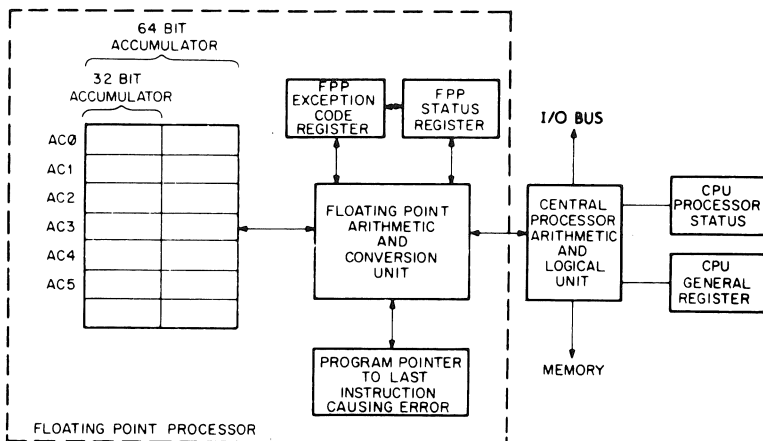 64 BIT
ACCUMULATOR
32 BIT
ACCUMULATOR
AC0
AC1
AC2
AC3
AC4
AC5
FPP
EXCEPTION
CODE
REGISTER
FPP
STATUS
REGISTER
FLOATING POINT
ARITHMETIC
AND
CONVERSION
UNIT
PROGRAM POINTER
TO LAST
INSTRUCTION
CAUSING ERROR
FLOATING POINT PROCESSOR
I/O BUS
CENTRAL
PROCESSOR
ARITHMETIC
AND
LOGICAL
UNIT
MEMORY
CPU
PROCESSOR
STATUS
CPU
GENERAL
REGISTER